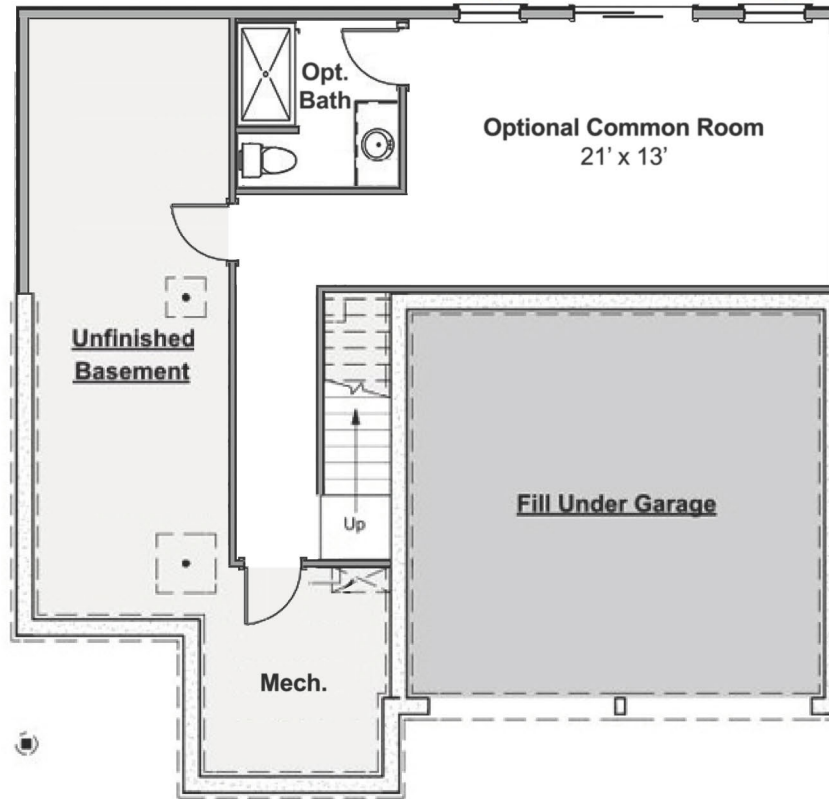 Opt.
Bath
Optional Common Room
21’ x 13’
Unfinished
Basement
Fill Under Garage
Up
Mech.